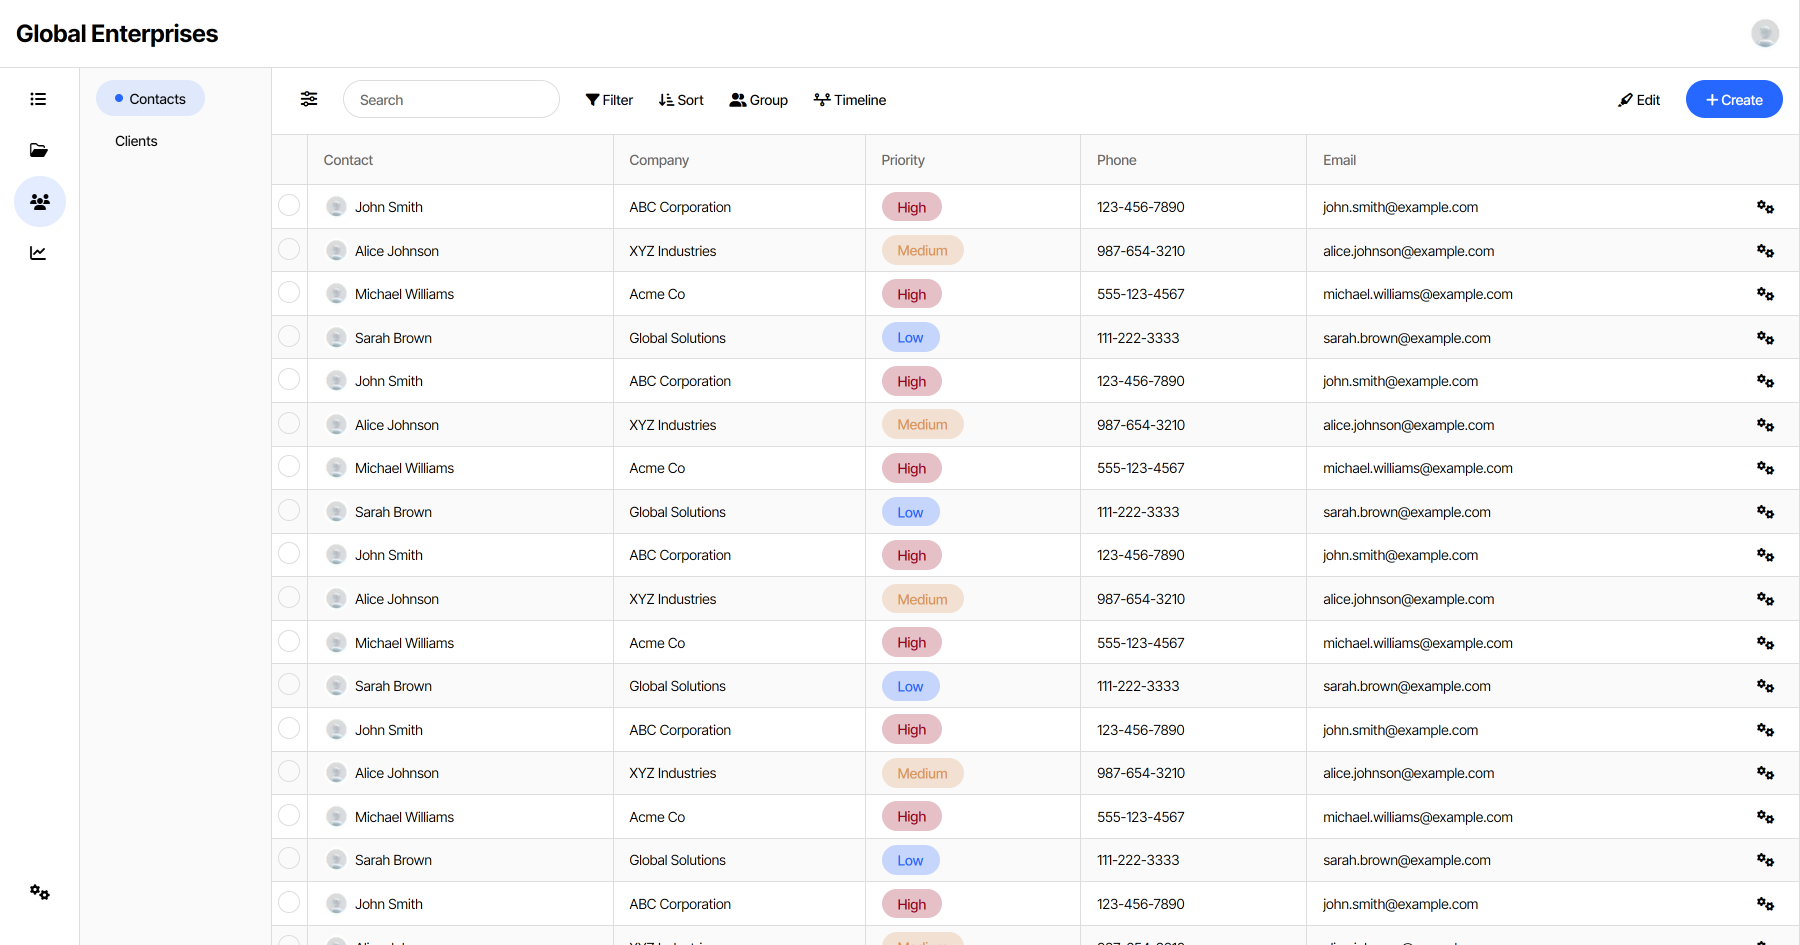 Global Enterprises
Contacts
Clients
Search Filter Sort Group Timeline Edit + Create
Contact Company Priority Phone Email
John Smith ABC Corporation High 123-456-7890 john.smith@example.com
Alice Johnson XYZ Industries Medium 987-654-3210 alice.johnson@example.com
Michael Williams Acme Co High 555-123-4567 michael.williams@example.com
Sarah Brown Global Solutions Low 111-222-3333 sarah.brown@example.com
John Smith ABC Corporation High 123-456-7890 john.smith@example.com
Alice Johnson XYZ Industries Medium 987-654-3210 alice.johnson@example.com
Michael Williams Acme Co High 555-123-4567 michael.williams@example.com
Sarah Brown Global Solutions Low 111-222-3333 sarah.brown@example.com
John Smith ABC Corporation High 123-456-7890 john.smith@example.com
Alice Johnson XYZ Industries Medium 987-654-3210 alice.johnson@example.com
Michael Williams Acme Co High 555-123-4567 michael.williams@example.com
Sarah Brown Global Solutions Low 111-222-3333 sarah.brown@example.com
John Smith ABC Corporation High 123-456-7890 john.smith@example.com
Alice Johnson XYZ Industries Medium 987-654-3210 alice.johnson@example.com
Michael Williams Acme Co High 555-123-4567 michael.williams@example.com
Sarah Brown Global Solutions Low 111-222-3333 sarah.brown@example.com
John Smith ABC Corporation High 123-456-7890 john.smith@example.com